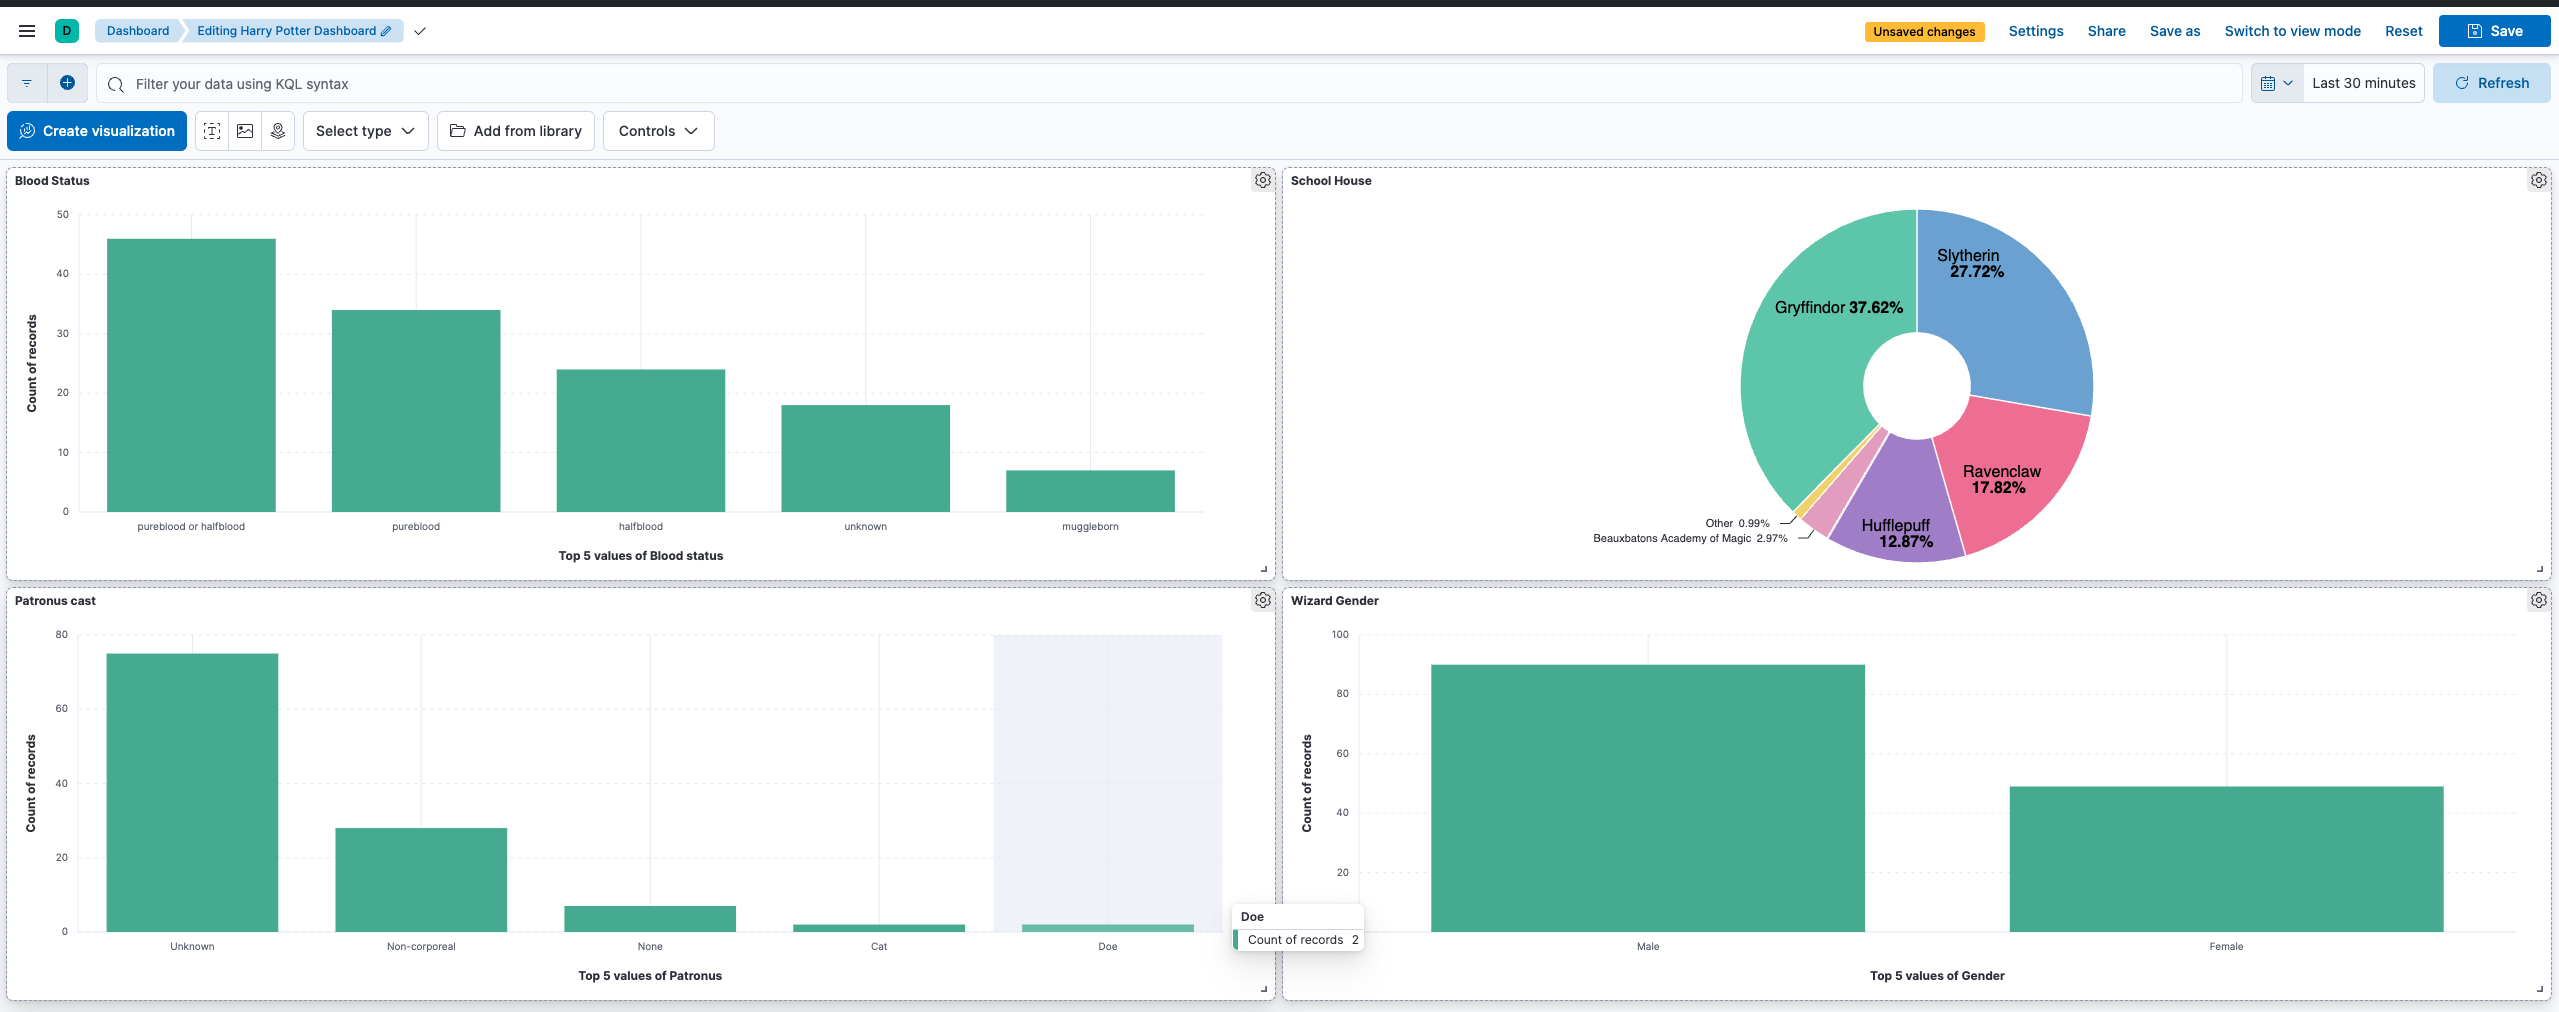 D Dashboard Editing Harry Potter Dashboard Unsaved changes Settings Share Save as Switch to view mode Reset Save
Filter your data using KQL syntax Last 30 minutes Refresh
Create visualization Select type Add from library Controls
Blood Status
50
40
30
20
10
0
Count of records
pureblood or halfblood pureblood halfblood unknown muggleborn
Top 5 values of Blood status
School House
Slytherin
27.72%
Gryffindor 37.62%
Ravenclaw
17.82%
Hufflepuff
12.87%
Other 0.99%
Beauxbatons Academy of Magic 2.97%
Patronus cast
80
60
40
20
0
Count of records
Unknown Non-corporeal None Cat Doe
Top 5 values of Patronus
Doe
Count of records 2
Wizard Gender
100
80
60
40
20
Count of records
Male Female
Top 5 values of Gender